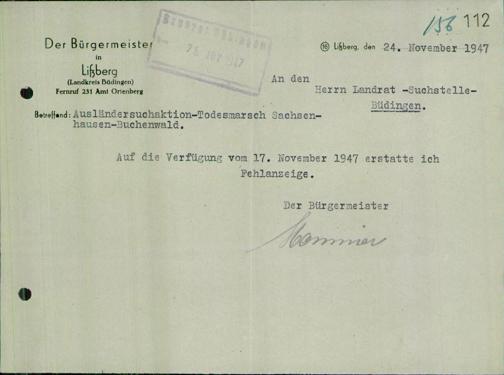 156 112
Der Bürgermeister
in
Lißberg
(Landkreis Büdingen)
Fernruf 231 Amt Ortenberg
⑯ Lißberg, den 24. November 1947
An den
Herrn Landrat -Suchstelle-
Büdingen.
Betreffend: Ausländersuchaktion-Todesmarsch Sachsen-
hausen-Buchenwald.
Auf die Verfügung vom 17. November 1947 erstatte ich
Fehlanzeige.
Der Bürgermeister